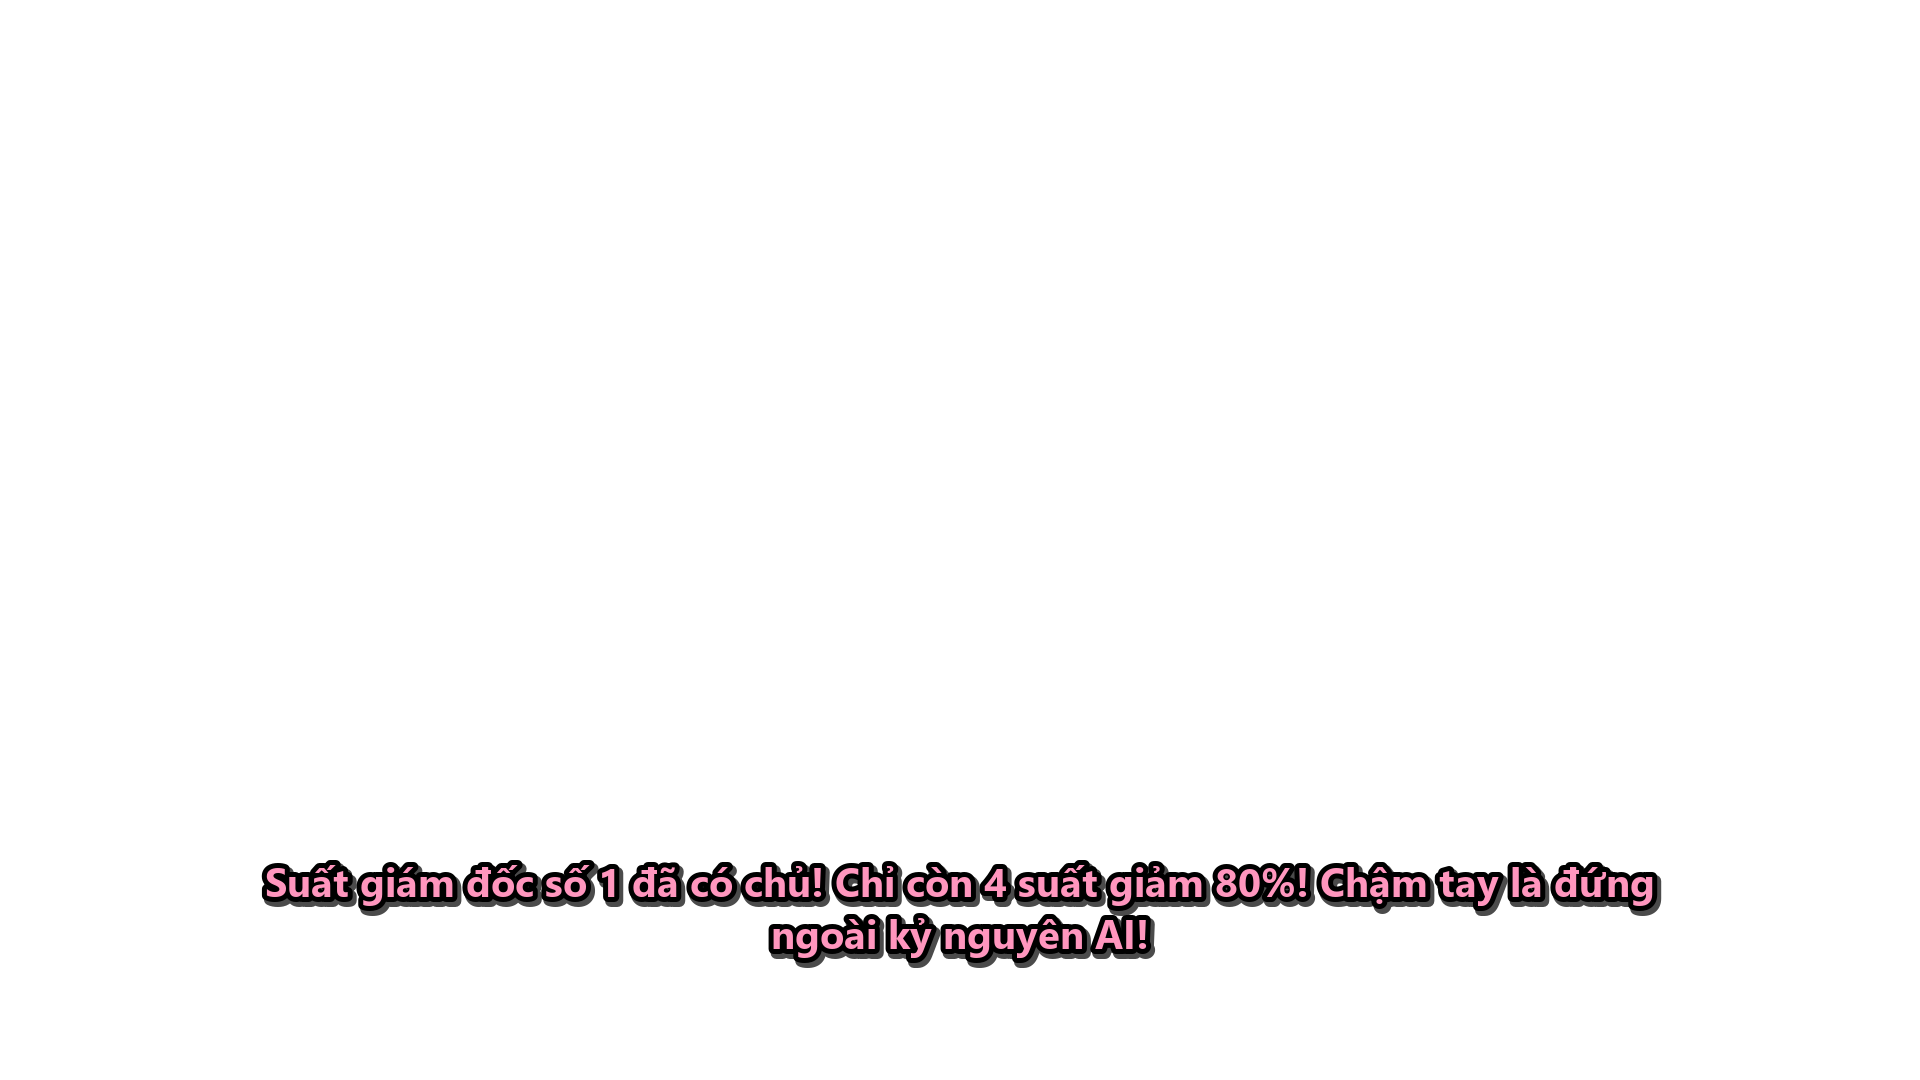 Suất giám đốc số 1 đã có chủ! Chỉ còn 4 suất giảm 80%! Chậm tay là đứng
ngoài kỷ nguyên AI!